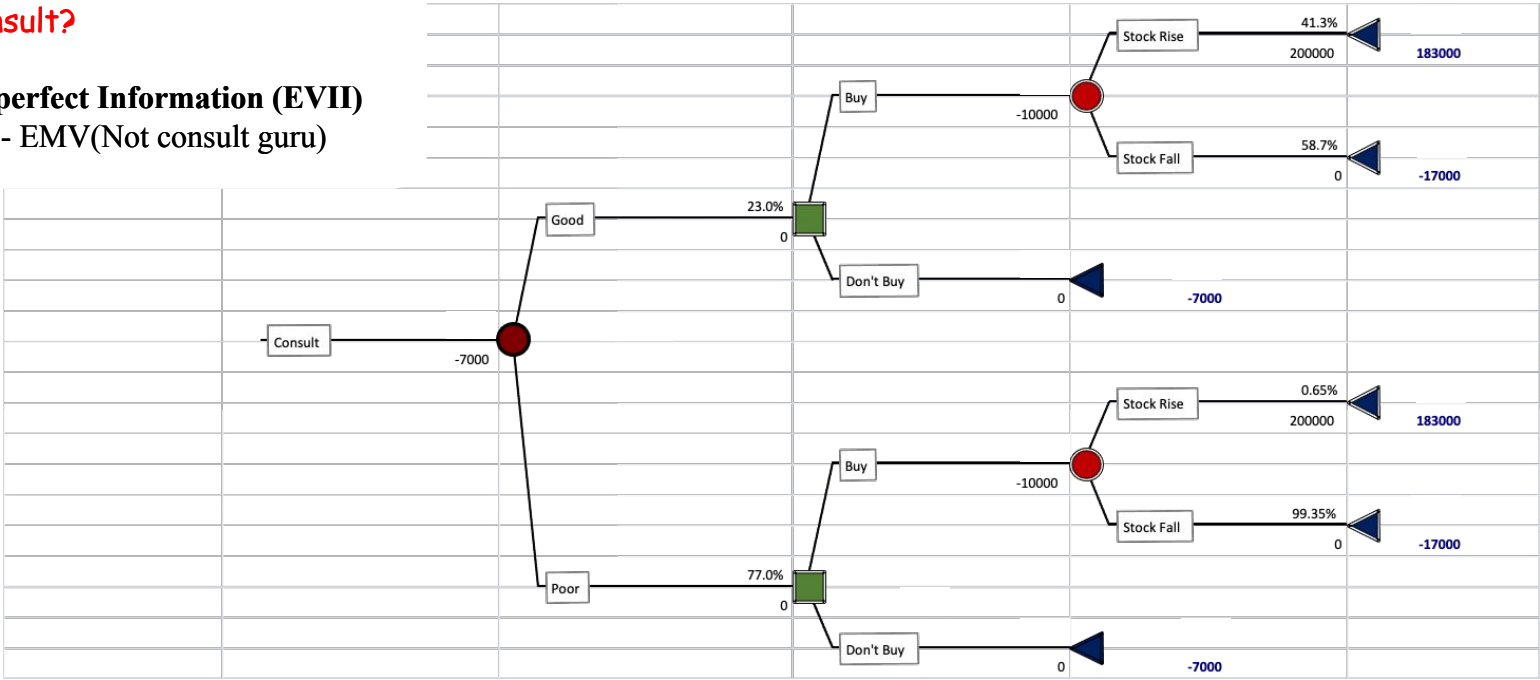 nsult?
perfect Information (EVII)
- EMV(Not consult guru)
41.3%
Stock Rise
200000
183000
Buy
-10000
58.7%
Stock Fall
0
-17000
23.0%
Good
0
Don't Buy
0
-7000
Consult
-7000
0.65%
Stock Rise
200000
183000
Buy
-10000
99.35%
Stock Fall
0
-17000
77.0%
Poor
0
Don't Buy
0
-7000